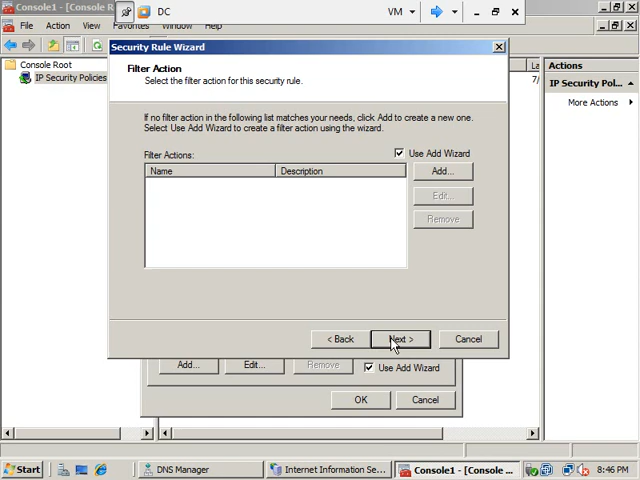 Console1 - [Console R
DC
VM
File
Action
View
Favorites
Window
Help
Console Root
IP Security Policies
La
7/
Actions
IP Security Pol...
More Actions
Security Rule Wizard
Filter Action
Select the filter action for this security rule.
If no filter action in the following list matches your needs, click Add to create a new one.
Select Use Add Wizard to create a filter action using the wizard.
Filter Actions:
Use Add Wizard
Name
Description
Add...
Edit...
Remove
< Back
Next >
Cancel
Add...
Edit...
Remove
Use Add Wizard
OK
Cancel
Start
DNS Manager
Internet Information Se...
Console1 - [Console ...
8:46 PM